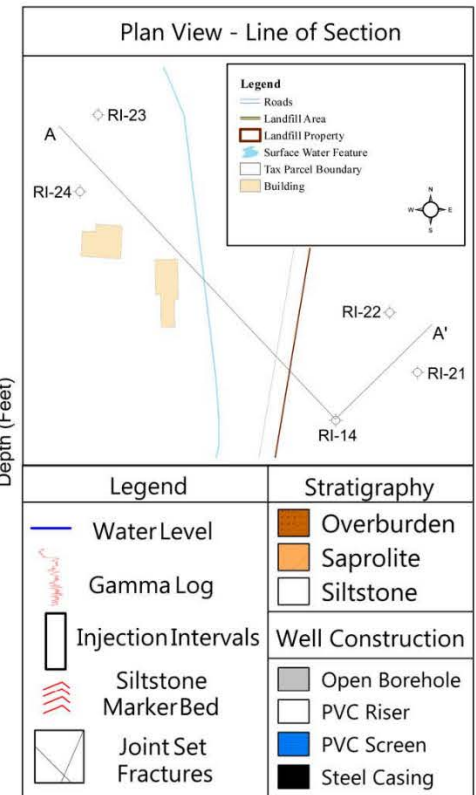 Plan View - Line of Section
A
RI-23
RI-24
Legend
Roads
Landfill Area
Landfill Property
Surface Water Feature
Tax Parcel Boundary
Building
N
W E
S
RI-22
A'
RI-21
RI-14
Depth (Feet)
Legend
Water Level
Gamma Log
Injection Intervals
Siltstone
Marker Bed
Joint Set
Fractures
Stratigraphy
Overburden
Saprolite
Siltstone
Well Construction
Open Borehole
PVC Riser
PVC Screen
Steel Casing